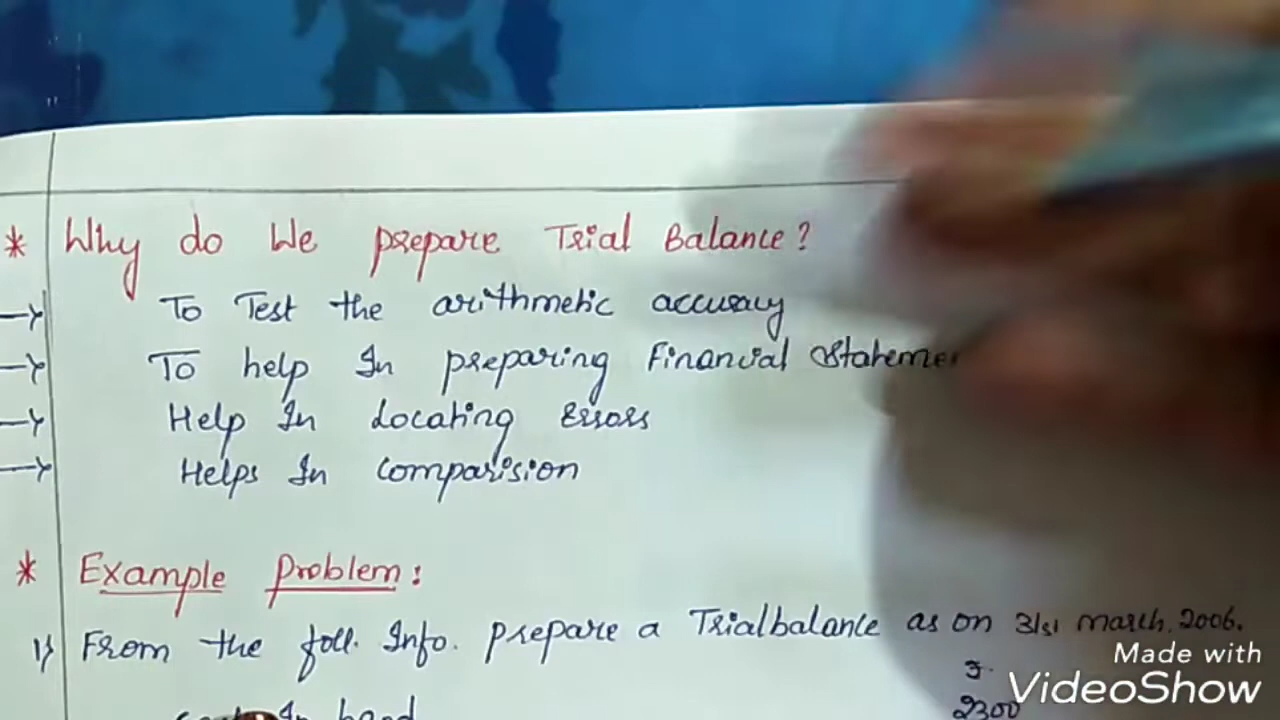 * Why do We prepare Trial Balance?
→ To Test the arithmetic accuracy
→ To help In preparing Financial
→ Help In Locating Errors
→ Helps In Comparision
* Example Problem:
1) From the foll. Info. prepare a Trialbalance as on 31st march. 2006.
In hand
2300
Made with
VideoShow